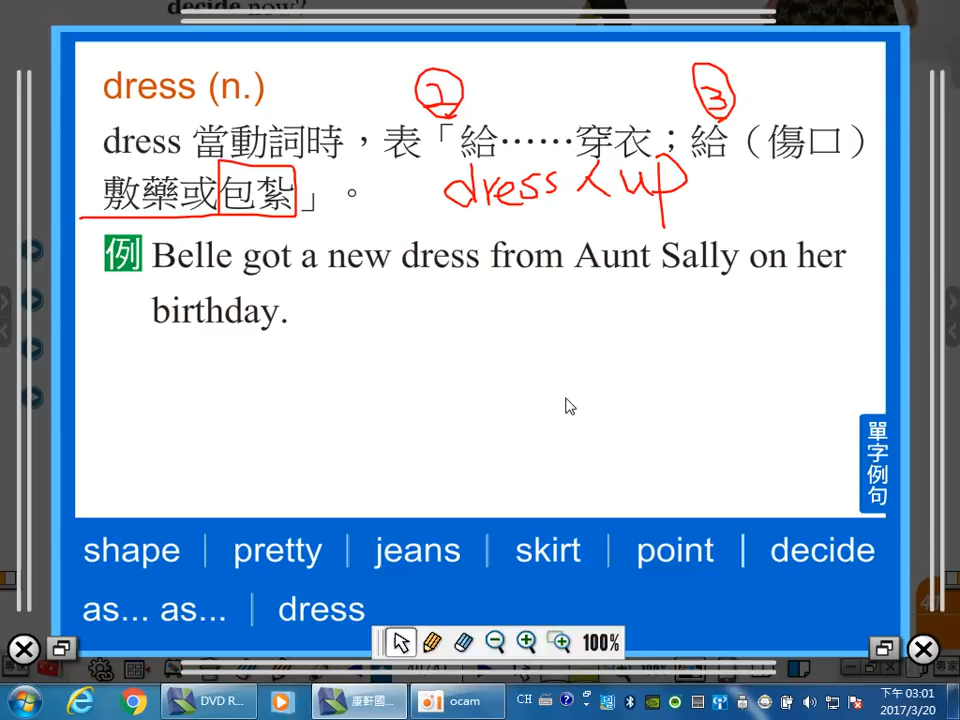 decide now?
dress (n.)
② ③
dress 當動詞時，表「給……穿衣；給（傷口）
敷藥或包紮」。
dress up
例 Belle got a new dress from Aunt Sally on her
birthday.
單字例句
shape | pretty | jeans | skirt | point | decide
as... as... | dress
100%
DVD R...
康軒國...
ocam
CH
下午 03:01
2017/3/20